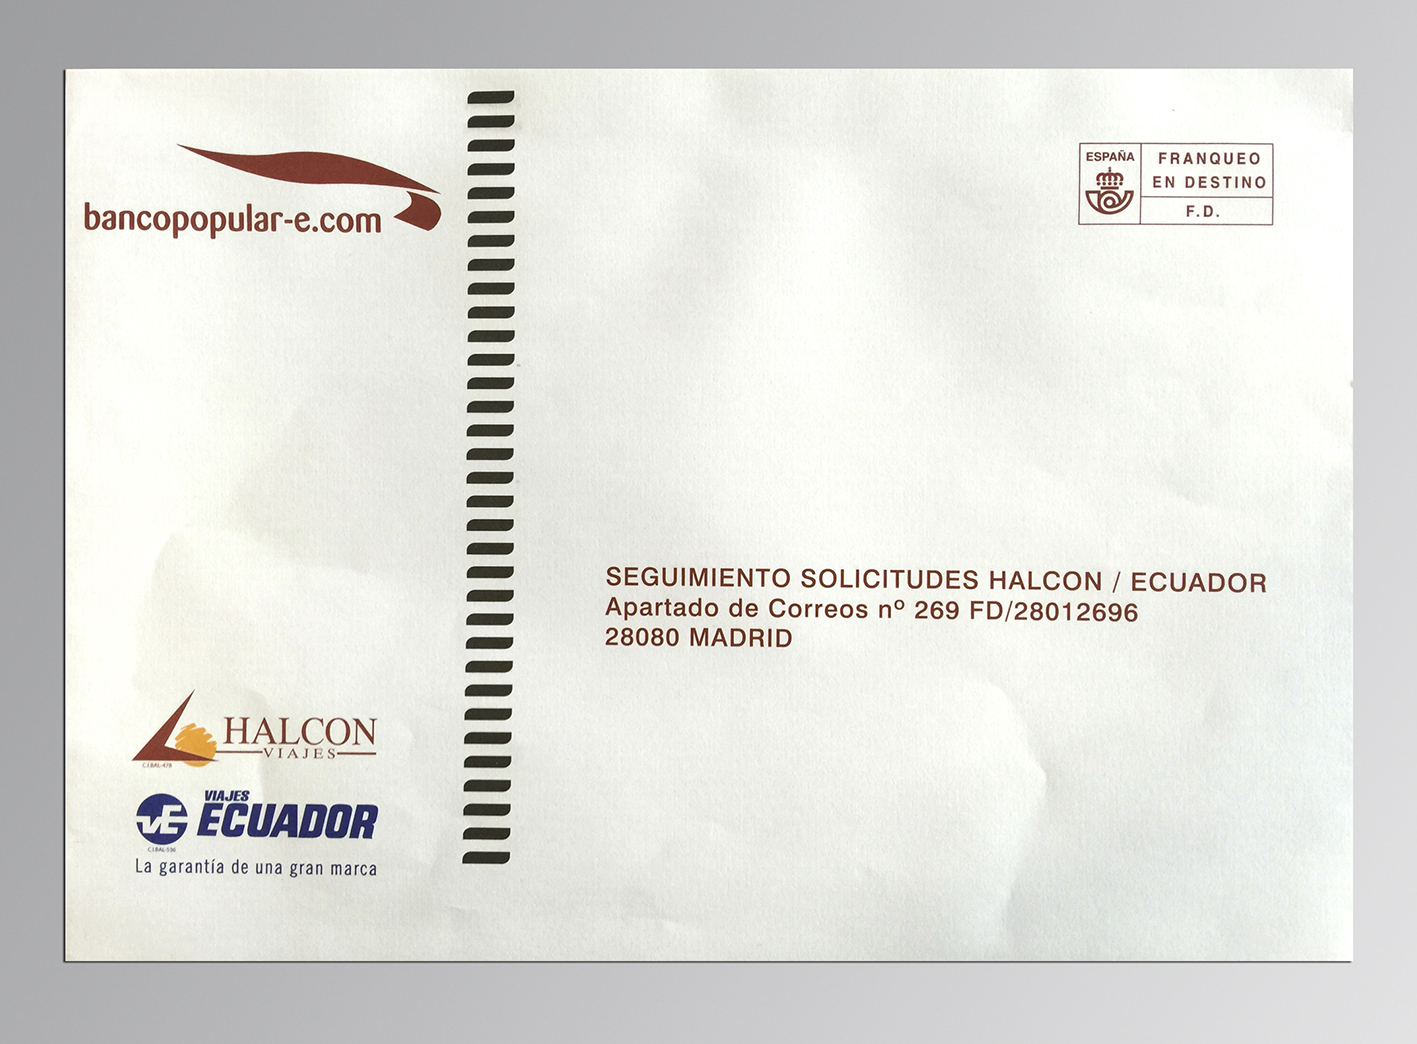 bancopopular-e.com
ESPAÑA
FRANQUEO
EN DESTINO
F.D.
SEGUIMIENTO SOLICITUDES HALCON / ECUADOR
Apartado de Correos nº 269 FD/28012696
28080 MADRID
HALCON
VIAJES
C.I.BAL-478
VIAJES
ECUADOR
VE
C.I.BAL-536
La garantía de una gran marca